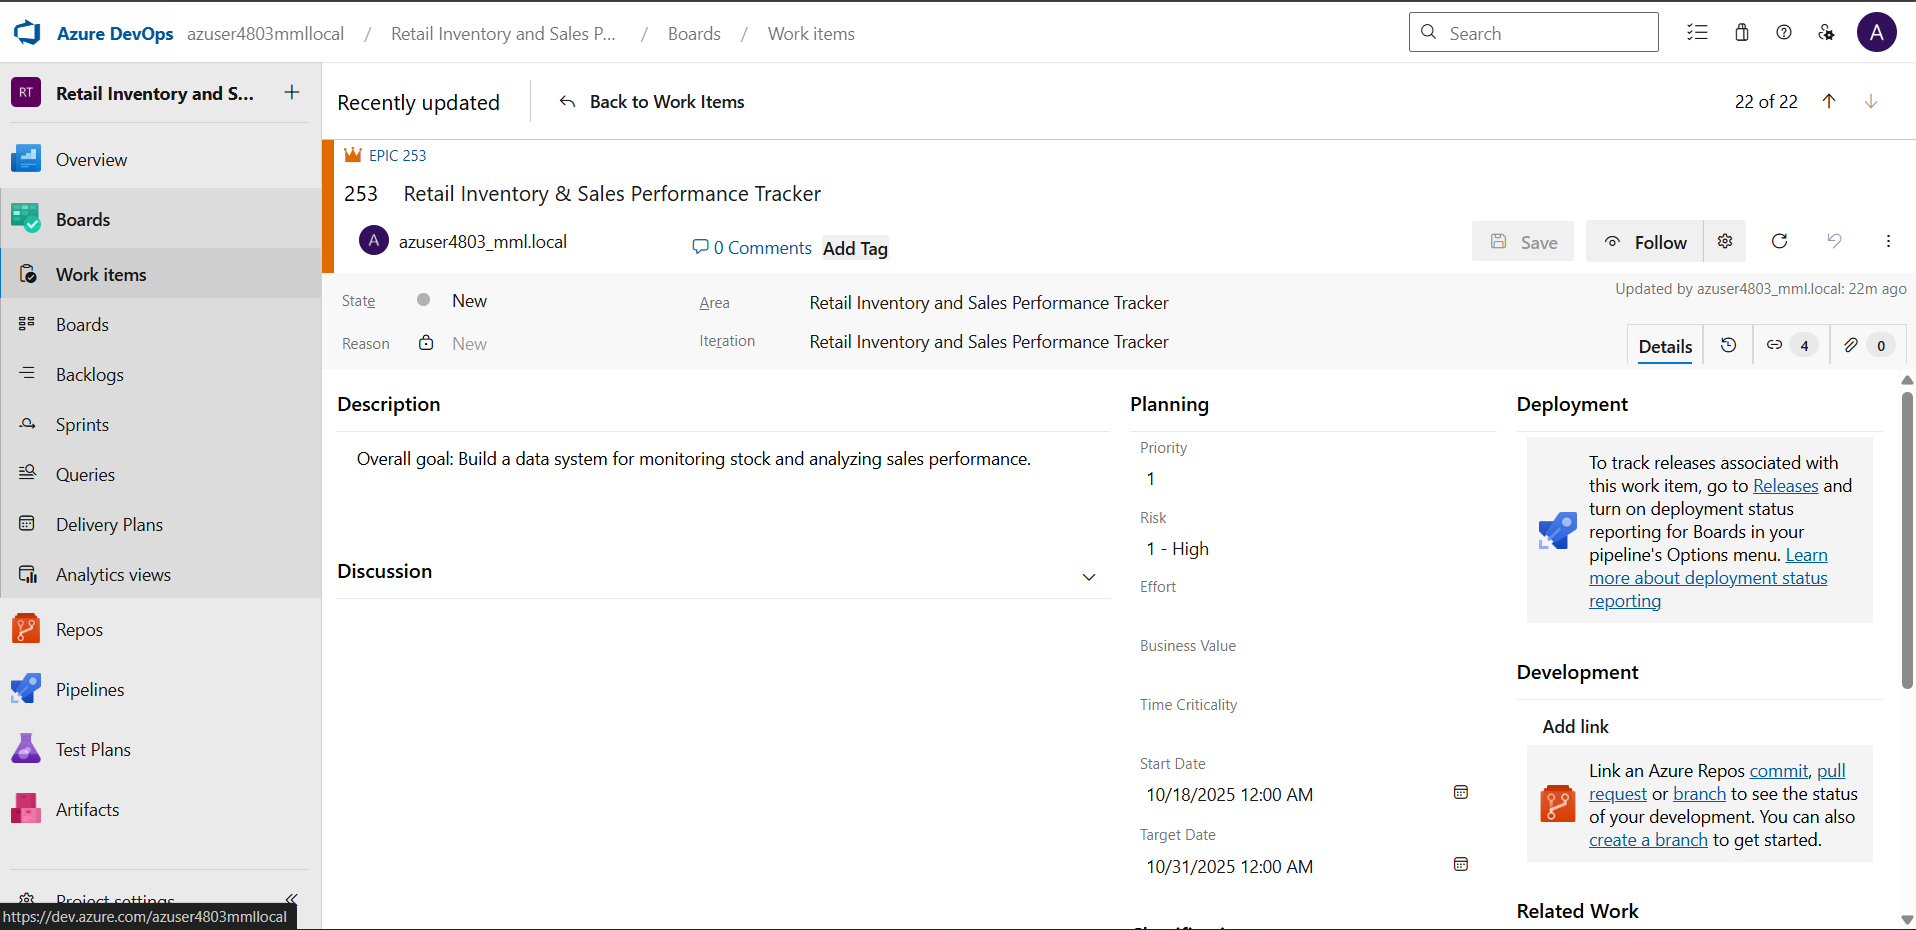 Azure DevOps azuser4803mmllocal / Retail Inventory and Sales P... / Boards / Work items
Search
A
RT Retail Inventory and S...
Overview
Boards
Work items
Boards
Backlogs
Sprints
Queries
Delivery Plans
Analytics views
Repos
Pipelines
Test Plans
Artifacts
Project settings
https://dev.azure.com/azuser4803mmllocal
Recently updated
Back to Work Items
22 of 22
EPIC 253
253 Retail Inventory & Sales Performance Tracker
A azuser4803_mml.local
0 Comments Add Tag
Save
Follow
State New
Area Retail Inventory and Sales Performance Tracker
Updated by azuser4803_mml.local: 22m ago
Reason New
Iteration Retail Inventory and Sales Performance Tracker
Details
4
0
Description
Overall goal: Build a data system for monitoring stock and analyzing sales performance.
Discussion
Planning
Priority
1
Risk
1 - High
Effort
Business Value
Time Criticality
Start Date
10/18/2025 12:00 AM
Target Date
10/31/2025 12:00 AM
Deployment
To track releases associated with
this work item, go to Releases and
turn on deployment status
reporting for Boards in your
pipeline's Options menu. Learn
more about deployment status
reporting
Development
Add link
Link an Azure Repos commit, pull
request or branch to see the status
of your development. You can also
create a branch to get started.
Related Work